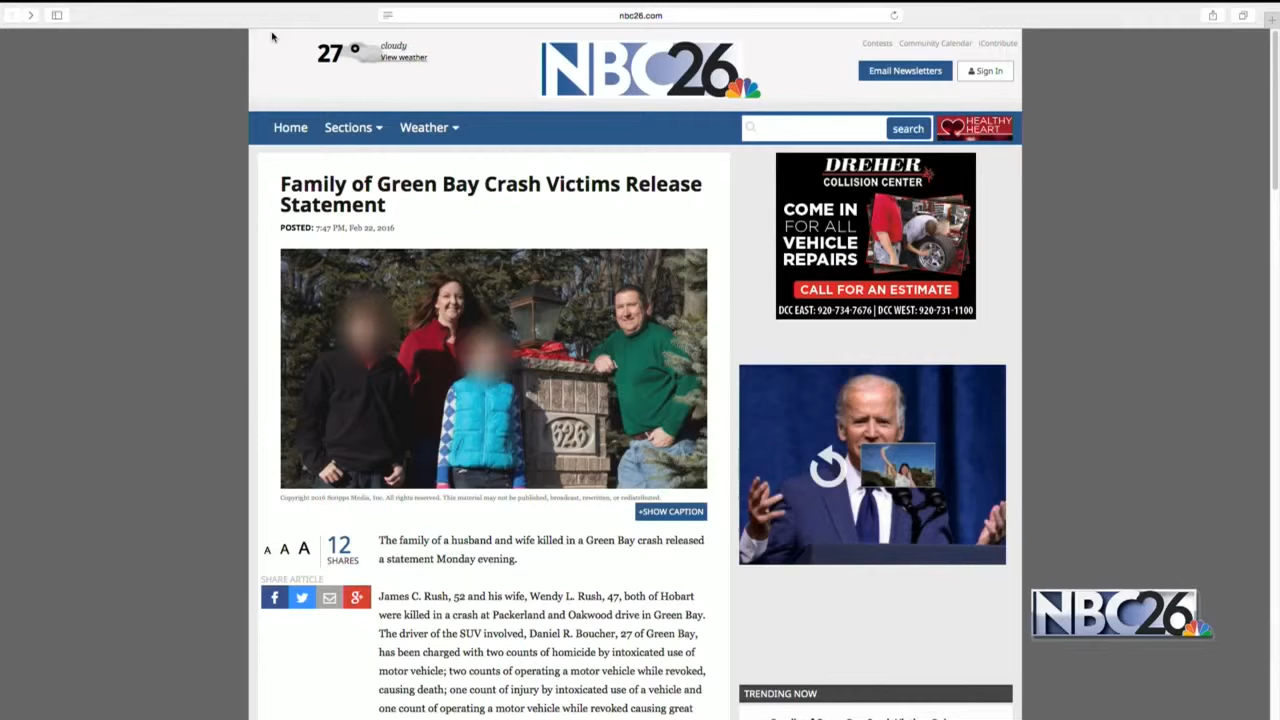 nbc26.com
27 °
cloudy
View weather
NBC26
Contests Community Calendar iContribute
Email Newsletters
Sign In
Home Sections Weather
search
HEALTHY
HEART
Family of Green Bay Crash Victims Release
Statement
POSTED: 7:47 PM, Feb 22, 2016
DREHER
COLLISION CENTER
COME IN
FOR ALL
VEHICLE
REPAIRS
CALL FOR AN ESTIMATE
DCC EAST: 920-734-7676 | DCC WEST: 920-731-1100
626
Copyright 2016 Scripps Media, Inc. All rights reserved. This material may not be published, broadcast, rewritten, or redistributed.
+SHOW CAPTION
A A A
12
SHARES
SHARE ARTICLE
The family of a husband and wife killed in a Green Bay crash released
a statement Monday evening.
James C. Rush, 52 and his wife, Wendy L. Rush, 47, both of Hobart
were killed in a crash at Packerland and Oakwood drive in Green Bay.
The driver of the SUV involved, Daniel R. Boucher, 27 of Green Bay,
has been charged with two counts of homicide by intoxicated use of
motor vehicle; two counts of operating a motor vehicle while revoked,
causing death; one count of injury by intoxicated use of a vehicle and
one count of operating a motor vehicle while revoked causing great
NBC26
TRENDING NOW